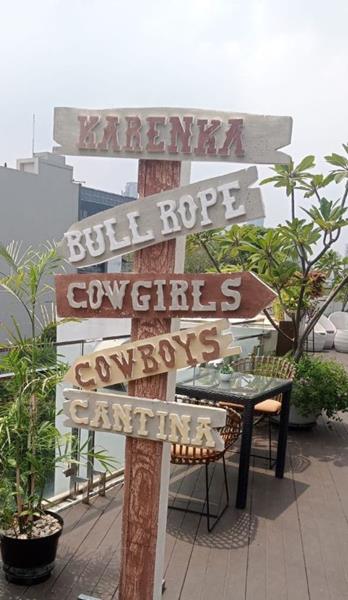 KARENKA
BULL ROPE
COWGIRLS
COWBOYS
CANTINA